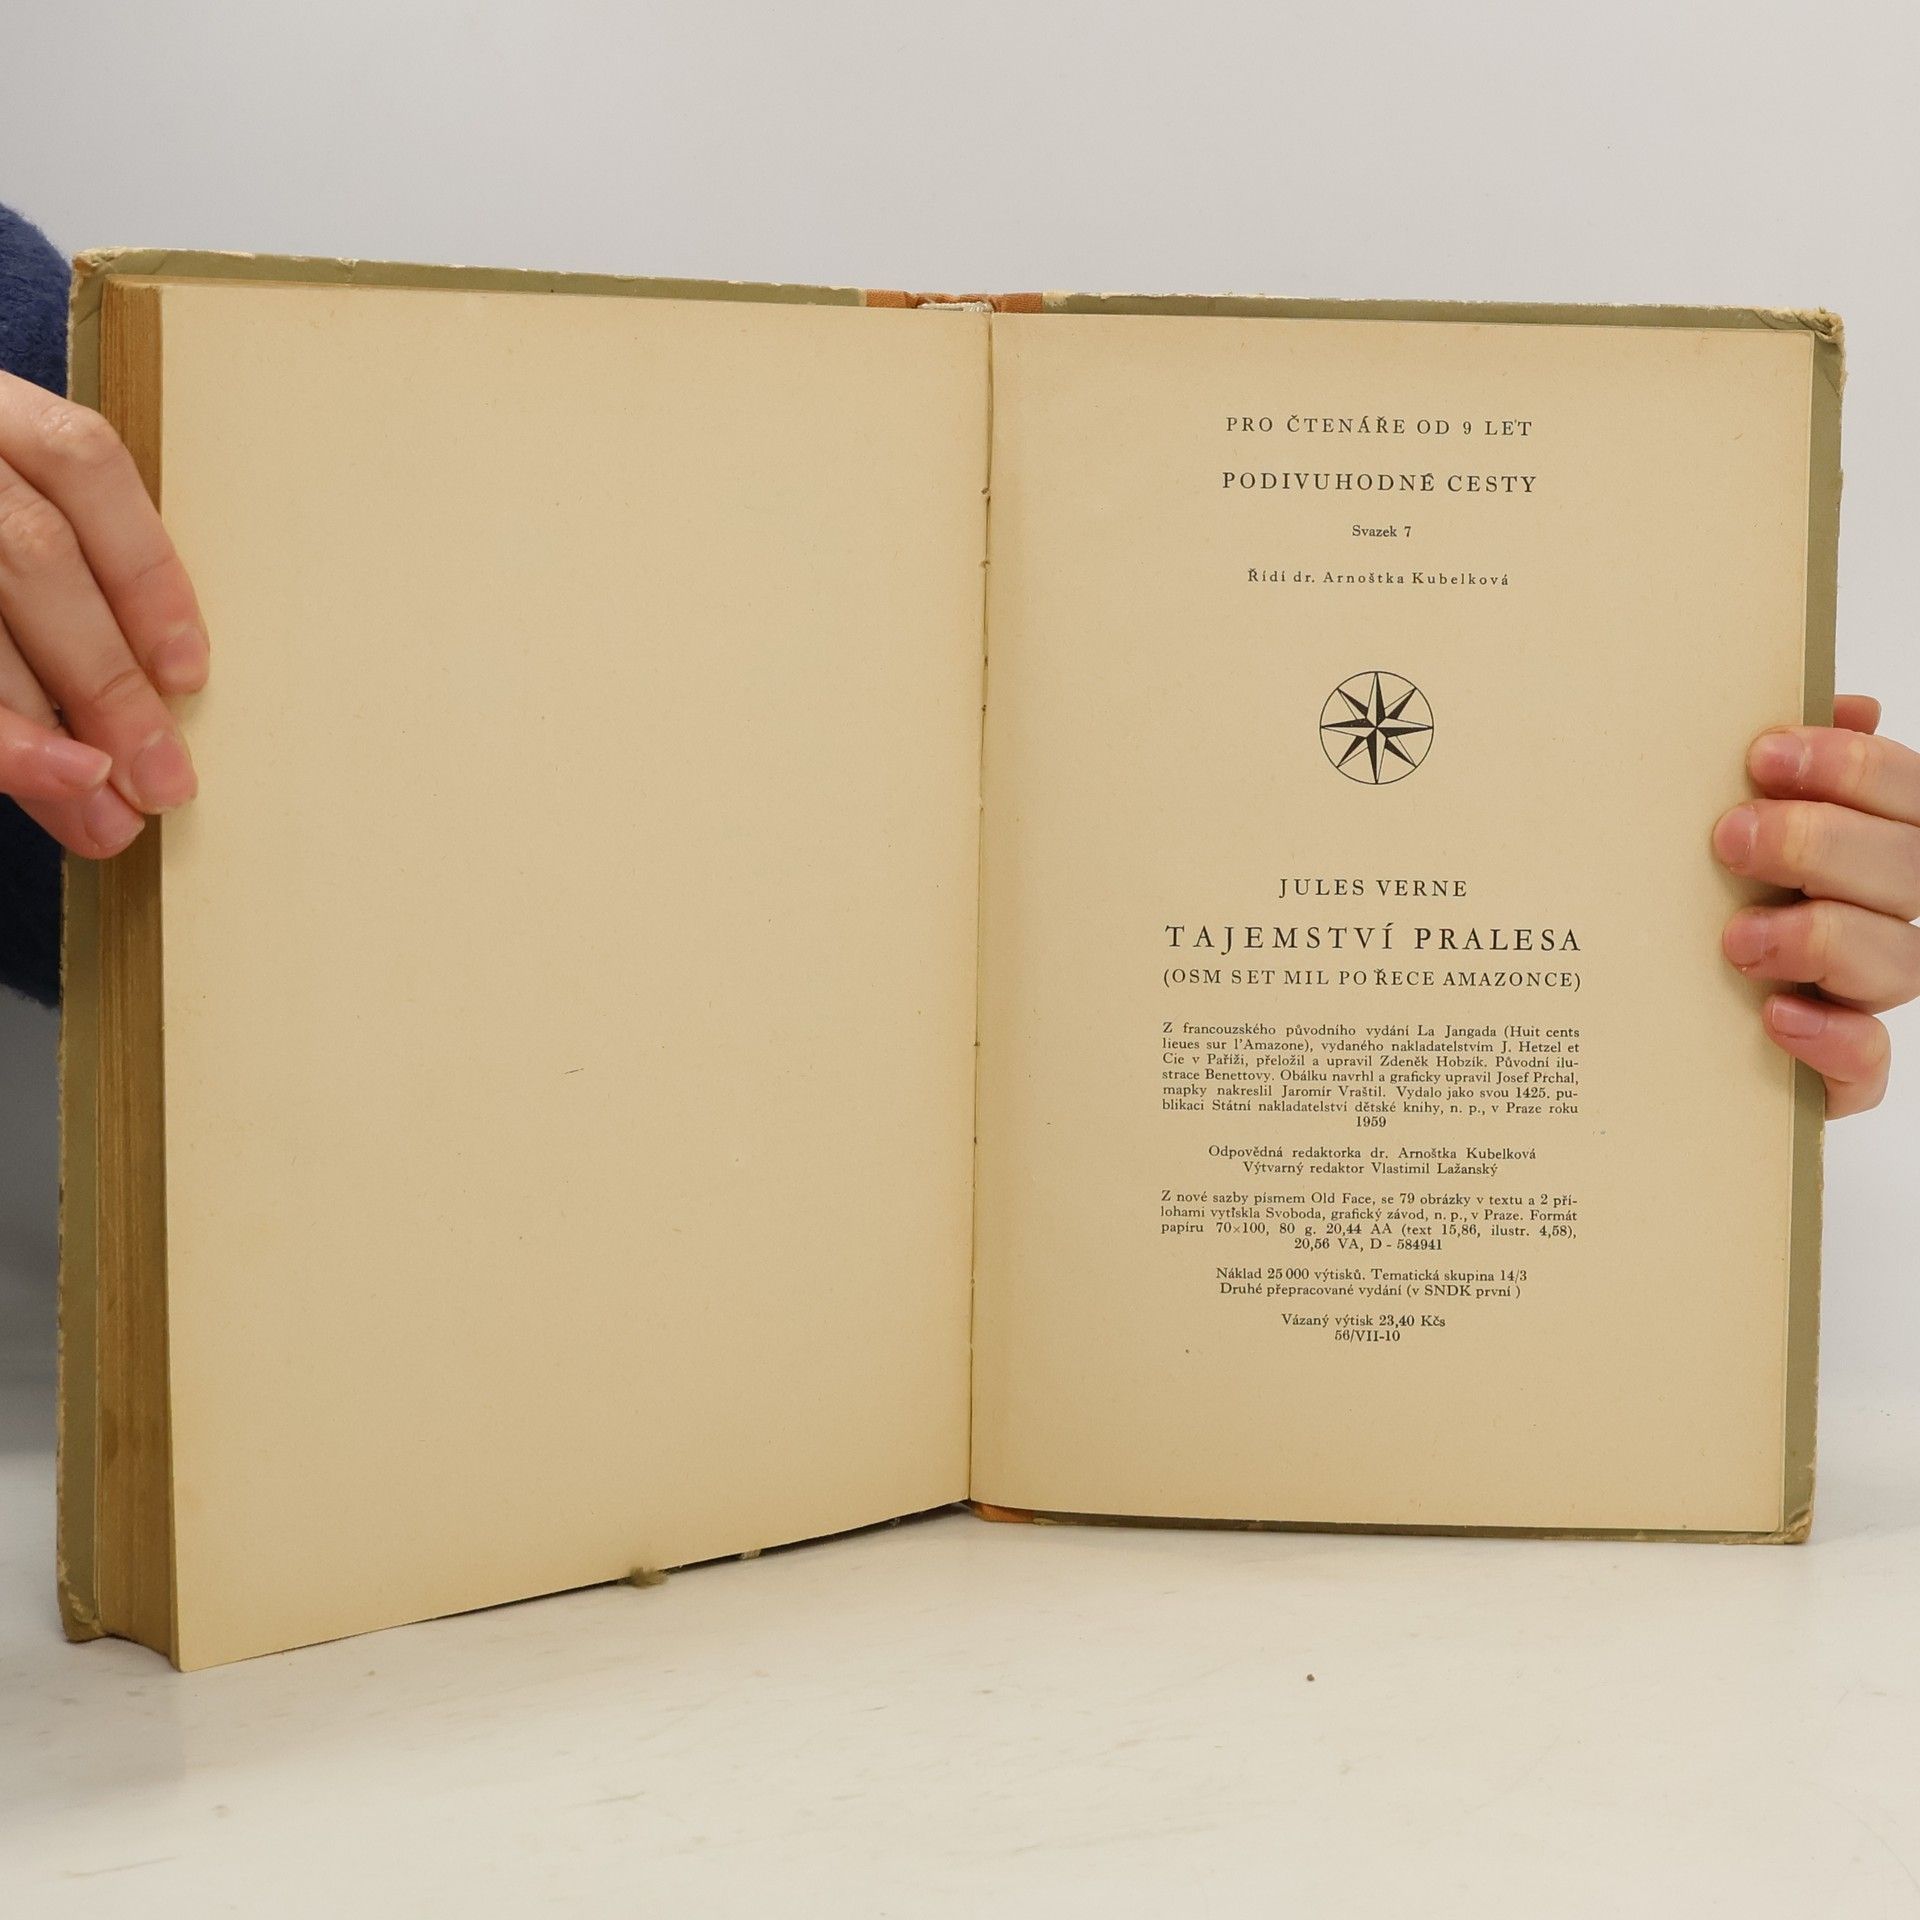 PRO ČTENÁŘE OD 9 LET
PODIVUHODNÉ CESTY
Svazek 7
Řídí dr. Arnoštka Kubelková
JULES VERNE
TAJEMSTVÍ PRALESA
(OSM SET MIL PO ŘECE AMAZONCE)
Z francouzského původního vydání La Jangada (Huit cents
lieues sur l'Amazone), vydaného nakladatelstvím J. Hetzel et
Cie v Paříži, přeložil a upravil Zdeněk Hobzík. Původní ilu-
strace Benettovy. Obálku navrhl a graficky upravil Josef Prchal,
mapky nakreslil Jaromír Vraštil. Vydalo jako svou 1425. pu-
blikaci Státní nakladatelství dětské knihy, n. p., v Praze roku
1959
Odpovědná redaktorka dr. Arnoštka Kubelková
Výtvarný redaktor Vlastimil Lažanský
Z nové sazby písmem Old Face, se 79 obrázky v textu a 2 pří-
lohami vytiskla Svoboda, grafický závod, n. p., v Praze. Formát
papíru 70×100, 80 g. 20,44 AA (text 15,86, ilustr. 4,58),
20,56 VA, D - 584941
Náklad 25 000 výtisků. Tematická skupina 14/3
Druhé přepracované vydání (v SNDK první )
Vázaný výtisk 23,40 Kčs
56/VII-10